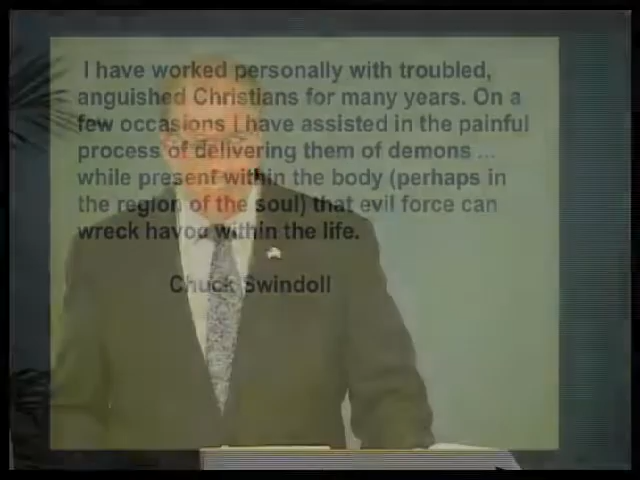 I have worked personally with troubled,
anguished Christians for many years. On a
few occasions I have assisted in the painful
process of delivering them of demons ...
while present within the body (perhaps in
the region of the soul) that evil force can
wreck havoc within the life.
Chuck Swindoll